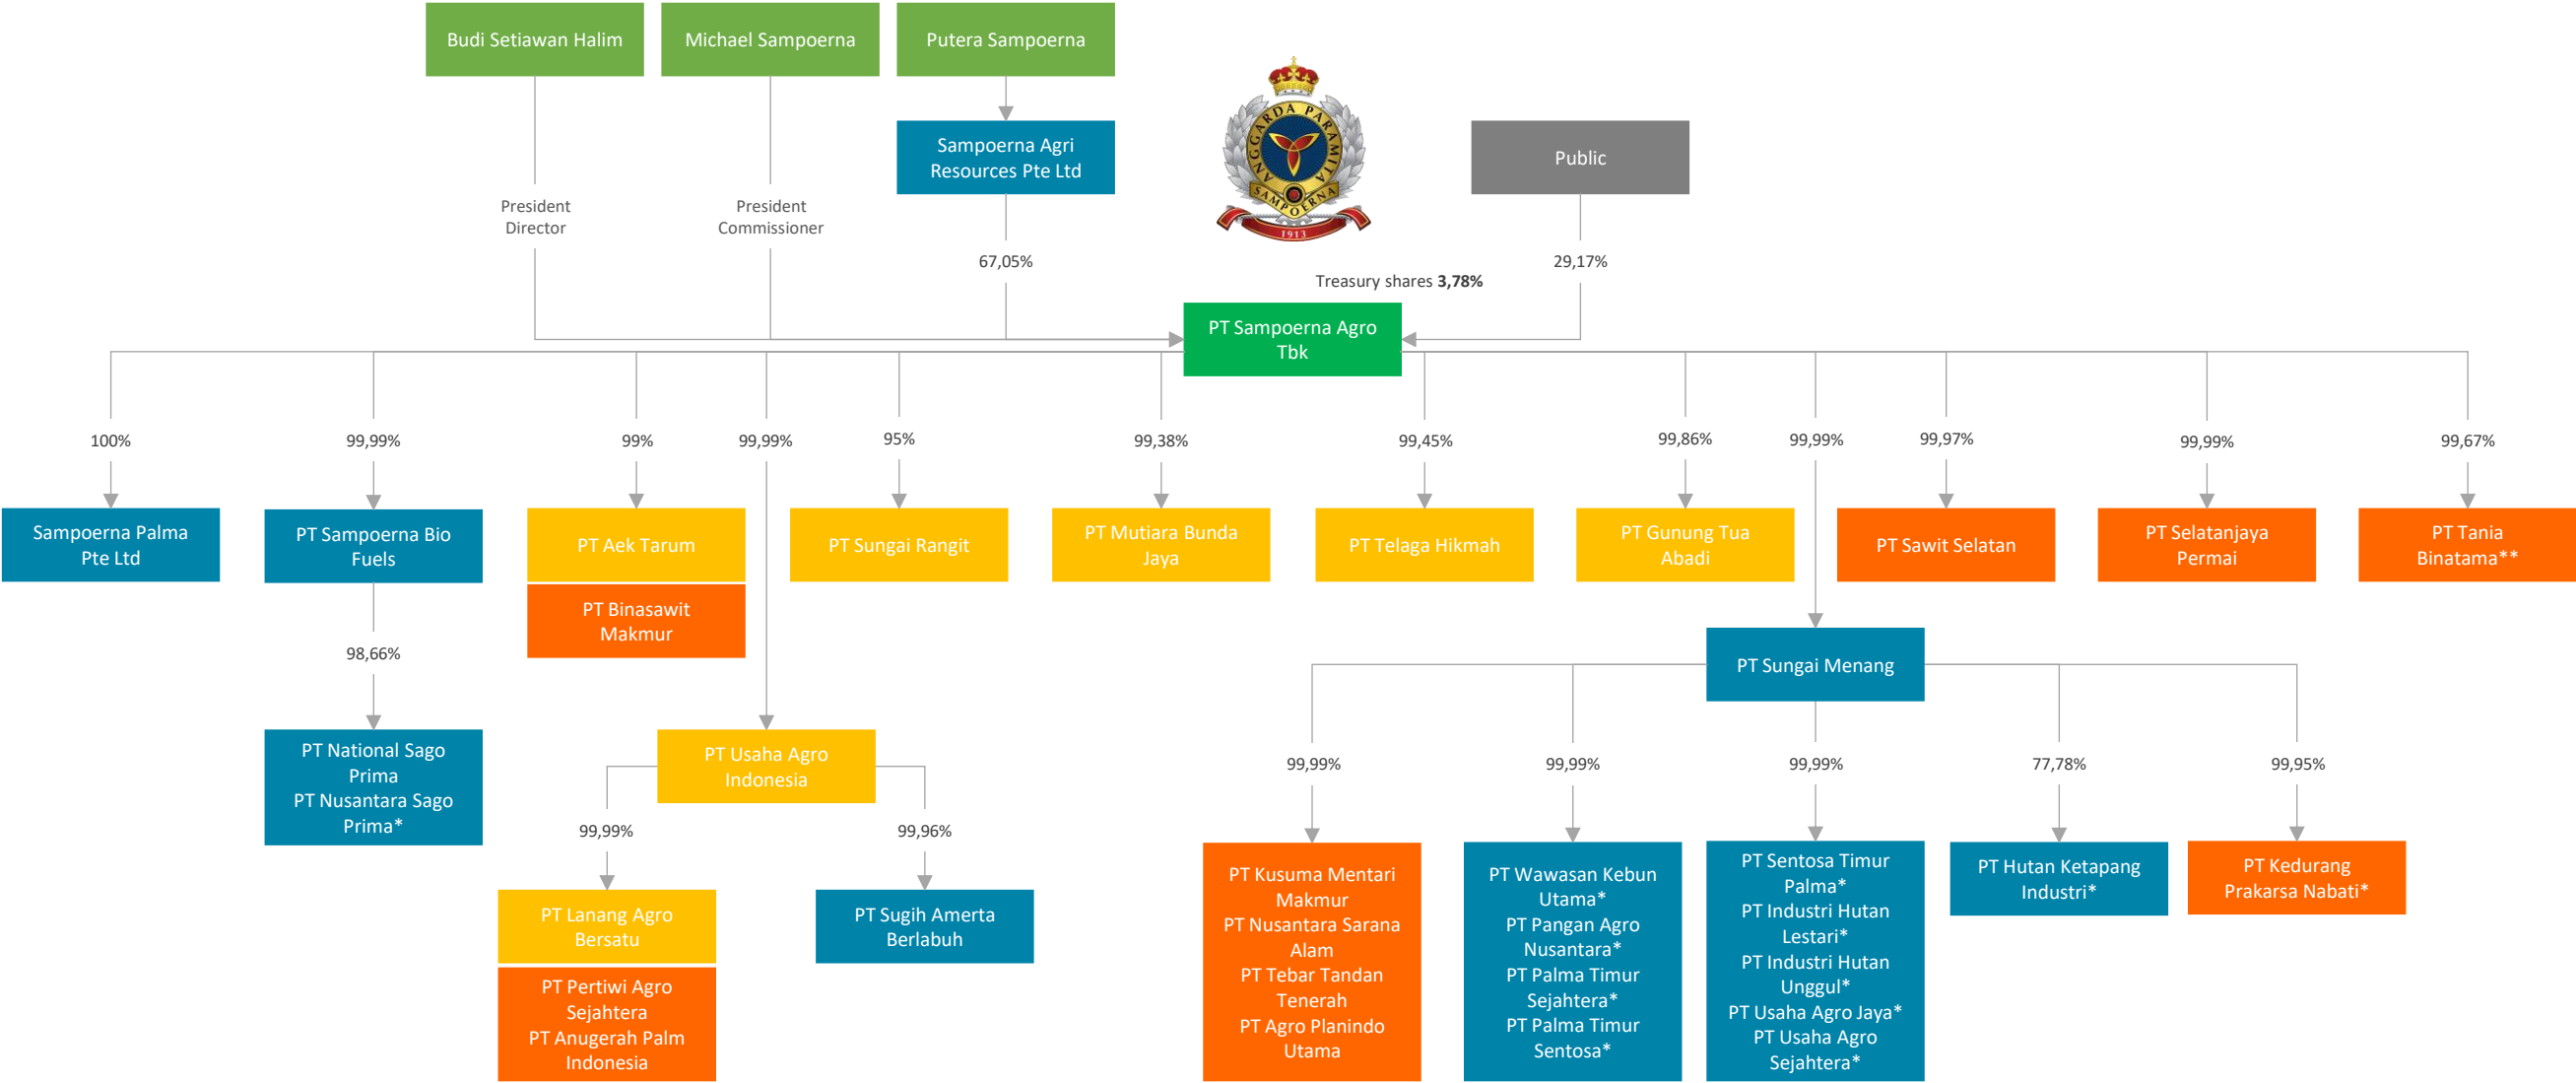 Budi Setiawan Halim
Michael Sampoerna
Putera Sampoerna
Sampoerna Agri
Resources Pte Ltd
ANGGARDA PARAMITA
SAMPOERNA
1913
Public
President
Director
President
Commissioner
67,05%
29,17%
Treasury shares 3,78%
PT Sampoerna Agro
Tbk
100%
99,99%
99%
99,99%
95%
99,38%
99,45%
99,86%
99,99%
99,97%
99,99%
99,67%
Sampoerna Palma
Pte Ltd
PT Sampoerna Bio
Fuels
PT Aek Tarum
PT Binasawit
Makmur
PT Sungai Rangit
PT Mutiara Bunda
Jaya
PT Telaga Hikmah
PT Gunung Tua
Abadi
PT Sawit Selatan
PT Selatanjaya
Permai
PT Tania
Binatama**
98,66%
PT National Sago
Prima
PT Nusantara Sago
Prima*
PT Usaha Agro
Indonesia
99,99%
99,96%
PT Lanang Agro
Bersatu
PT Pertiwi Agro
Sejahtera
PT Anugerah Palm
Indonesia
PT Sugih Amerta
Berlabuh
PT Sungai Menang
99,99%
99,99%
99,99%
77,78%
99,95%
PT Kusuma Mentari
Makmur
PT Nusantara Sarana
Alam
PT Tebar Tandan
Tenerah
PT Agro Planindo
Utama
PT Wawasan Kebun
Utama*
PT Pangan Agro
Nusantara*
PT Palma Timur
Sejahtera*
PT Palma Timur
Sentosa*
PT Sentosa Timur
Palma*
PT Industri Hutan
Lestari*
PT Industri Hutan
Unggul*
PT Usaha Agro Jaya*
PT Usaha Agro
Sejahtera*
PT Hutan Ketapang
Industri*
PT Kedurang
Prakarsa Nabati*